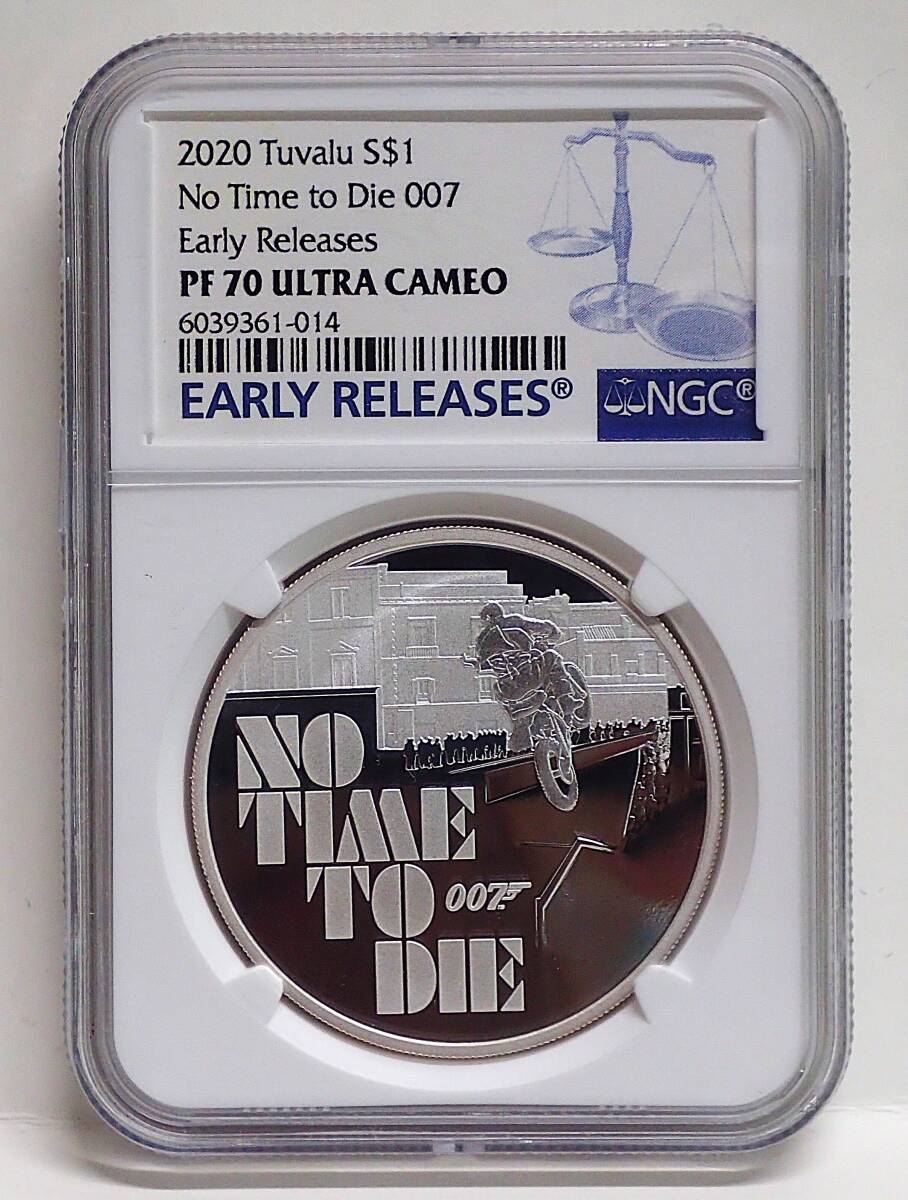 2020 Tuvalu S$1
No Time to Die 007
Early Releases
PF 70 ULTRA CAMEO
6039361-014
EARLY RELEASES®
NGC®
NO
TIME
TO
007
DIE